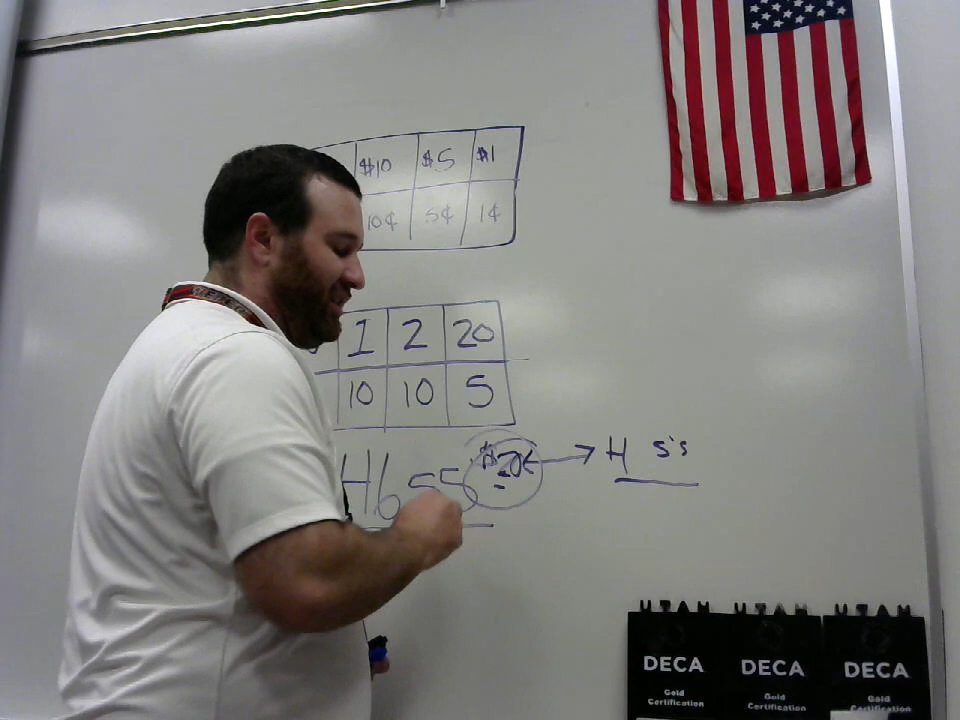 $10 $5 $1
10¢ 5¢ 1¢
1 2 20
10 10 5
4 5's
UTAH UTAH UTAH
DECA DECA DECA
Gold Gold Gold
Certification Certification Certification